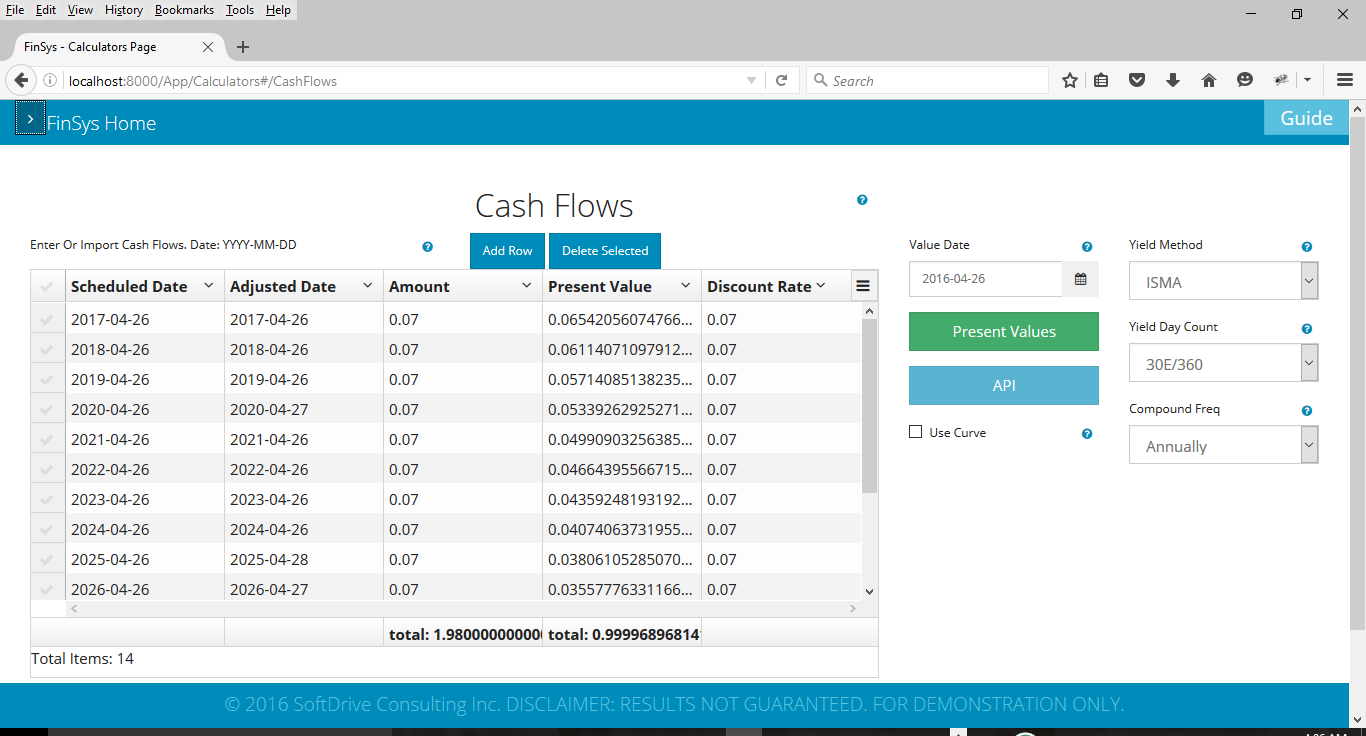 File Edit View History Bookmarks Tools Help
FinSys - Calculators Page
localhost:8000/App/Calculators#/CashFlows
Search
FinSys Home
Guide
Cash Flows
Enter Or Import Cash Flows. Date: YYYY-MM-DD
Add Row Delete Selected
Value Date Yield Method
2016-04-26 ISMA
Scheduled Date Adjusted Date Amount Present Value Discount Rate
2017-04-26 2017-04-26 0.07 0.06542056074766... 0.07
Present Values Yield Day Count
2018-04-26 2018-04-26 0.07 0.06114071097912... 0.07
30E/360
2019-04-26 2019-04-26 0.07 0.05714085138235... 0.07
API
2020-04-26 2020-04-27 0.07 0.05339262925271... 0.07
Compound Freq
2021-04-26 2021-04-26 0.07 0.04990903256385... 0.07
Use Curve Annually
2022-04-26 2022-04-26 0.07 0.04664395566715... 0.07
2023-04-26 2023-04-26 0.07 0.04359248193192... 0.07
2024-04-26 2024-04-26 0.07 0.04074063731955... 0.07
2025-04-26 2025-04-28 0.07 0.03806105285070... 0.07
2026-04-26 2026-04-27 0.07 0.03557776331166... 0.07
total: 1.98000000000 total: 0.99996896814
Total Items: 14
© 2016 SoftDrive Consulting Inc. DISCLAIMER: RESULTS NOT GUARANTEED. FOR DEMONSTRATION ONLY.